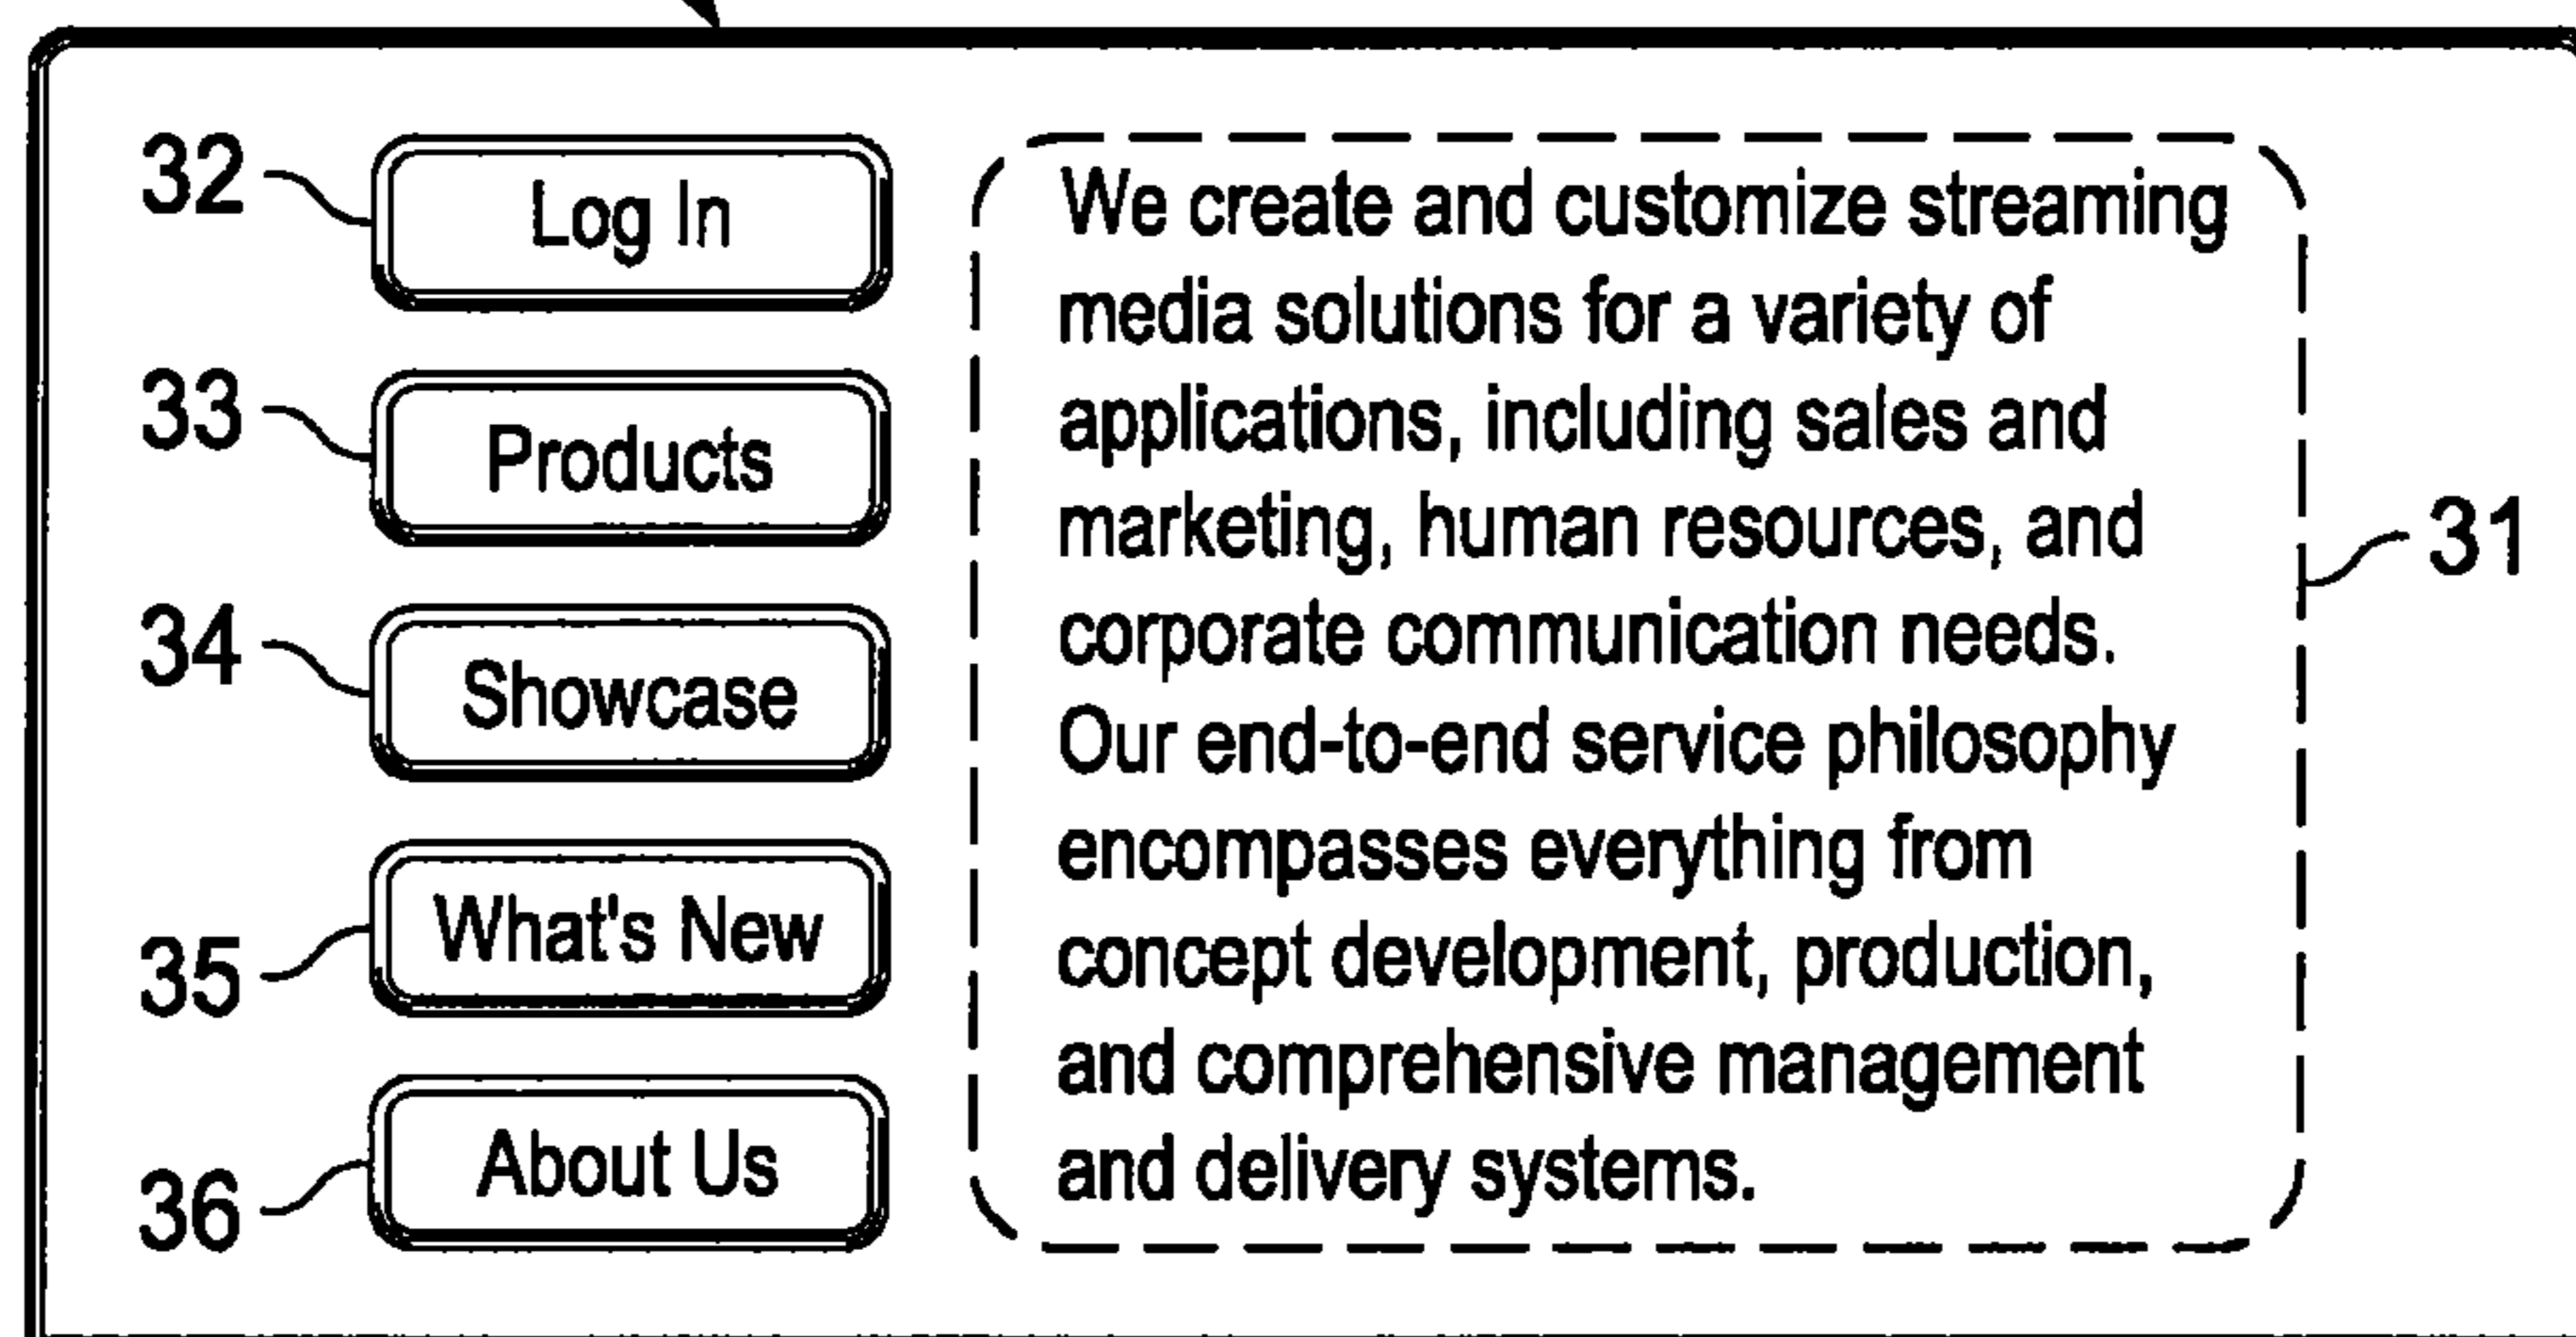 32
Log In
33
Products
34
Showcase
35
What's New
36
About Us
We create and customize streaming
media solutions for a variety of
applications, including sales and
marketing, human resources, and
corporate communication needs.
Our end-to-end service philosophy
encompasses everything from
concept development, production,
and comprehensive management
and delivery systems.
31